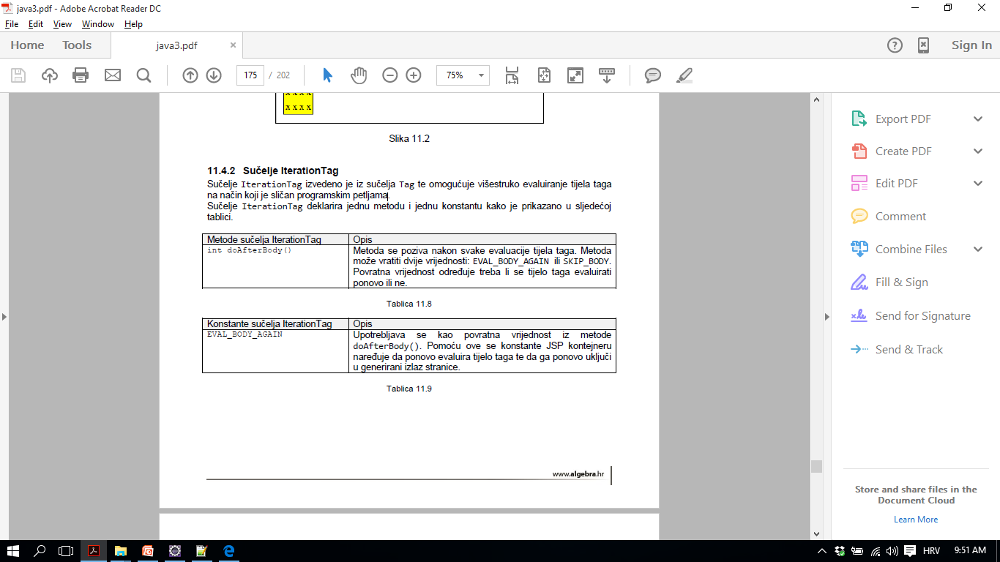 java3.pdf - Adobe Acrobat Reader DC
File Edit View Window Help
Home Tools java3.pdf × Sign In
175 / 202 75%
x x x x
x x x x
Slika 11.2
11.4.2 Sučelje IterationTag
Sučelje IterationTag izvedeno je iz sučelja Tag te omogućuje višestruko evaluiranje tijela taga
na način koji je sličan programskim petljama.
Sučelje IterationTag deklarira jednu metodu i jednu konstantu kako je prikazano u sljedećoj
tablici.
Metode sučelja IterationTag Opis
int doAfterBody() Metoda se poziva nakon svake evaluacije tijela taga. Metoda
može vratiti dvije vrijednosti: EVAL_BODY_AGAIN ili SKIP_BODY.
Povratna vrijednost određuje treba li se tijelo taga evaluirati
ponovo ili ne.
Tablica 11.8
Konstante sučelja IterationTag Opis
EVAL_BODY_AGAIN Upotrebljava se kao povratna vrijednost iz metode
doAfterBody(). Pomoću ove se konstante JSP kontejneru
naređuje da ponovo evaluira tijelo taga te da ga ponovo uključi
u generirani izlaz stranice.
Tablica 11.9
www.algebra.hr
Export PDF
Create PDF
Edit PDF
Comment
Combine Files
Fill & Sign
Send for Signature
Send & Track
Store and share files in the
Document Cloud
Learn More
HRV 9:51 AM